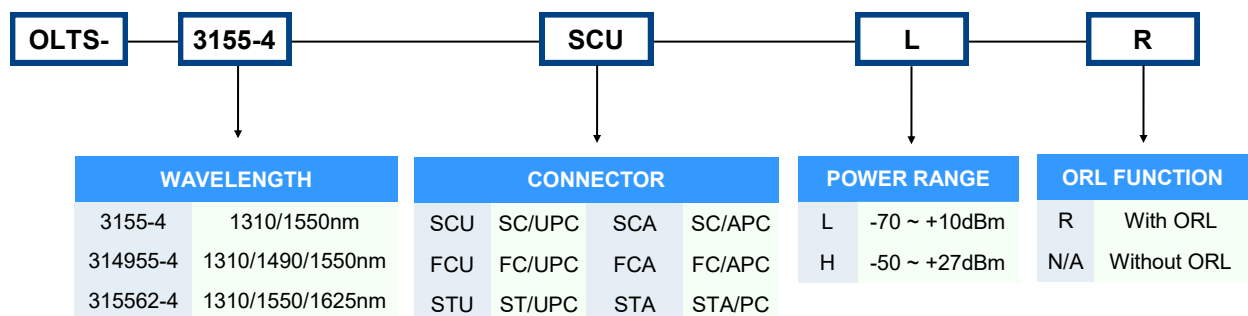 OLTS- 3155-4 SCU L R
WAVELENGTH CONNECTOR POWER RANGE ORL FUNCTION
3155-4 1310/1550nm SCU SC/UPC SCA SC/APC L -70 ~ +10dBm R With ORL
314955-4 1310/1490/1550nm FCU FC/UPC FCA FC/APC H -50 ~ +27dBm N/A Without ORL
315562-4 1310/1550/1625nm STU ST/UPC STA STA/PC